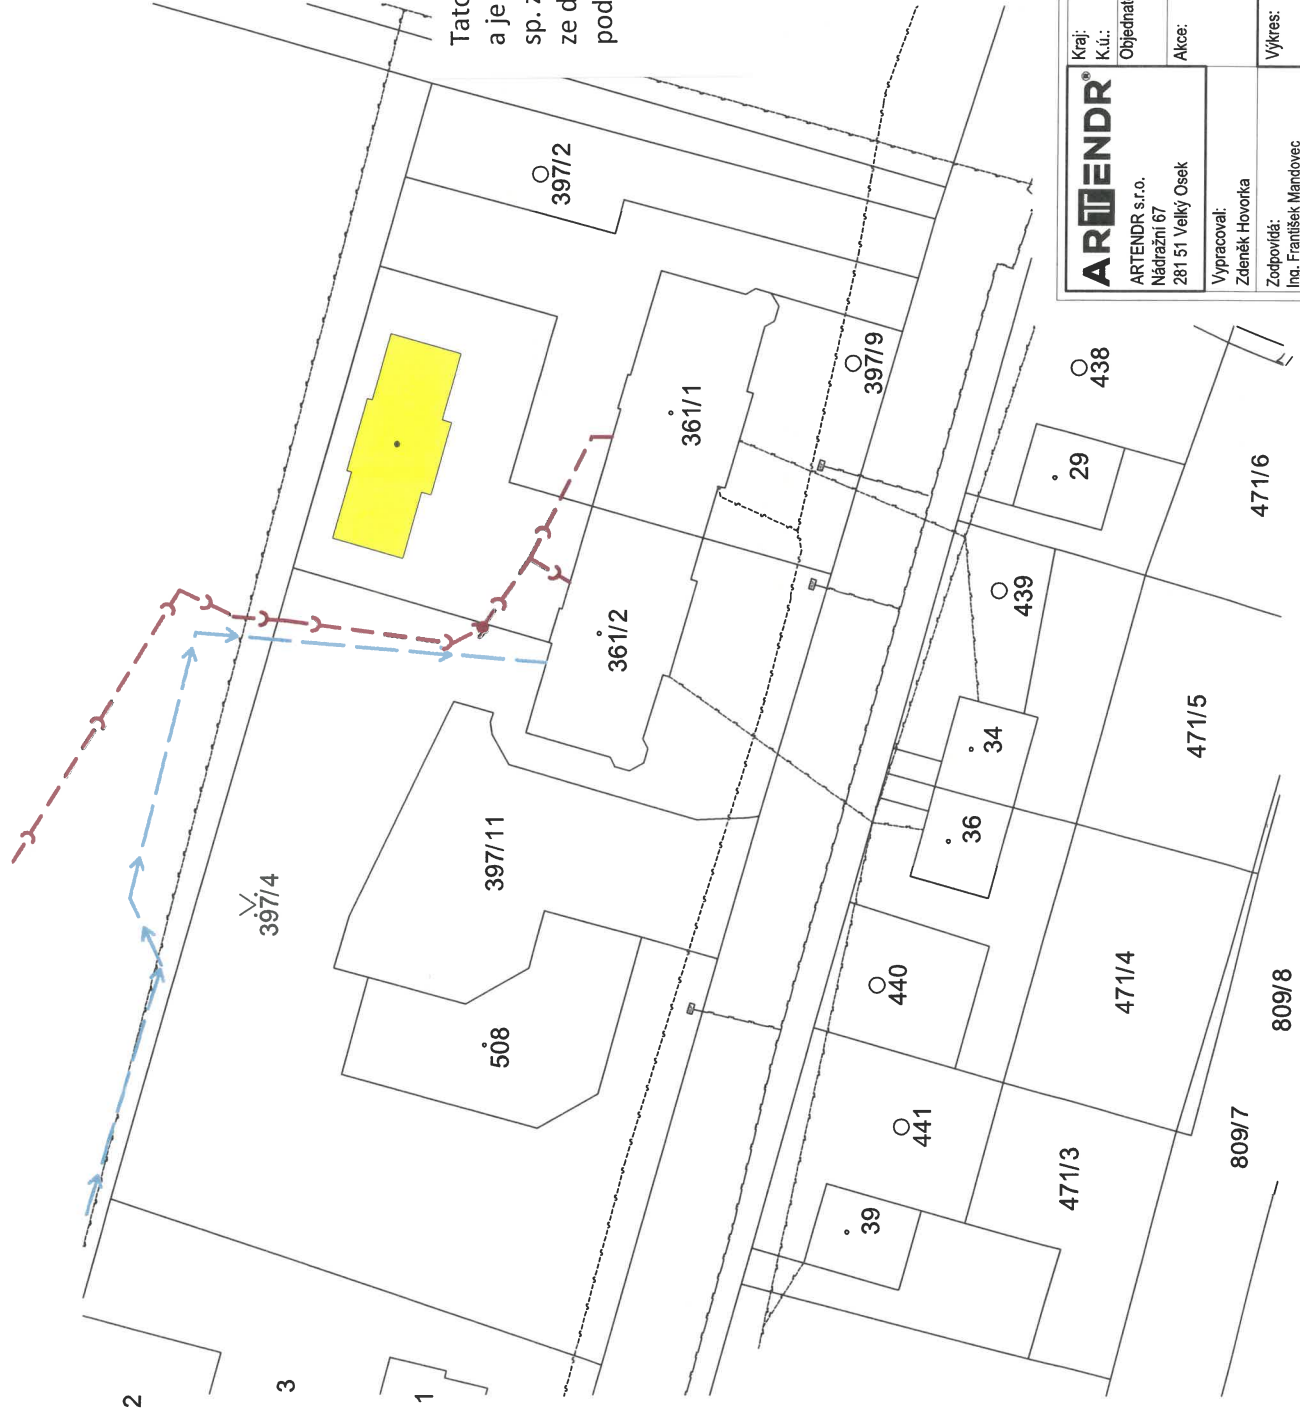 Tato
a je
sp. z
ze d
pod
Kraj:
K.ú.:
Objednate
Akce:
Výkres:
ARTENDR®
ARTENDR s.r.o.
Nádražní 67
281 51 Velký Osek
Vypracoval:
Zdeněk Hovorka
Zodpovídá:
Ing. František Mandovec
397/2
361/1
397/9
361/2
397/11
397/4
508
438
29
471/6
439
34
471/5
36
440
471/4
809/8
441
471/3
809/7
39
2
3
1